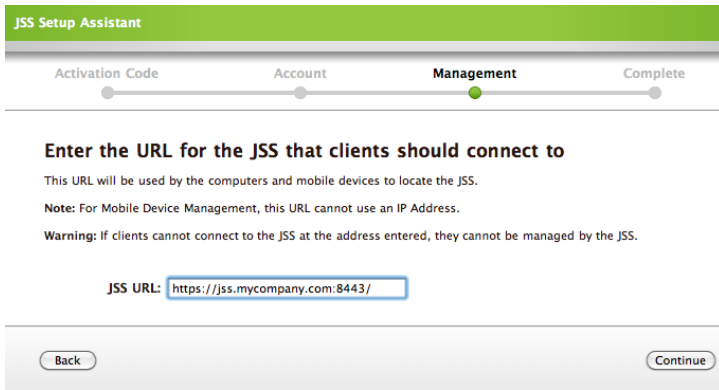 JSS Setup Assistant
Activation Code Account Management Complete
Enter the URL for the JSS that clients should connect to
This URL will be used by the computers and mobile devices to locate the JSS.
Note: For Mobile Device Management, this URL cannot use an IP Address.
Warning: If clients cannot connect to the JSS at the address entered, they cannot be managed by the JSS.
JSS URL: https://jss.mycompany.com:8443/
Back Continue